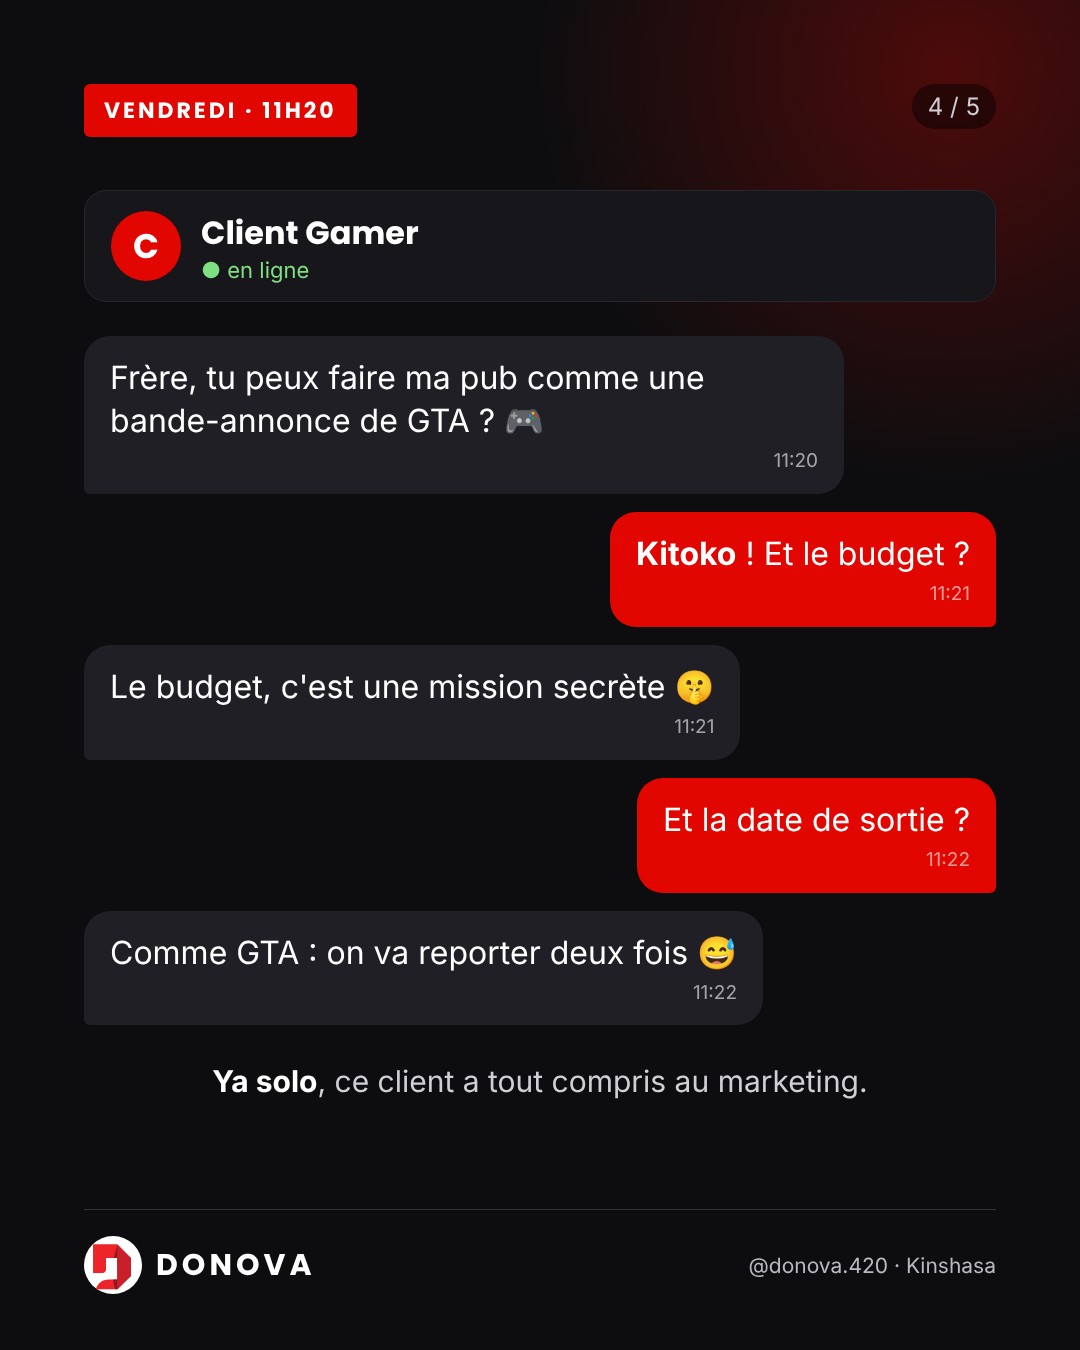 VENDREDI · 11H20
4 / 5
C
Client Gamer
en ligne
Frère, tu peux faire ma pub comme une
bande-annonce de GTA ? 🎮
11:20
Kitoko ! Et le budget ?
11:21
Le budget, c'est une mission secrète 🤫
11:21
Et la date de sortie ?
11:22
Comme GTA : on va reporter deux fois 😅
11:22
Ya solo, ce client a tout compris au marketing.
DONOVA
@donova.420 · Kinshasa